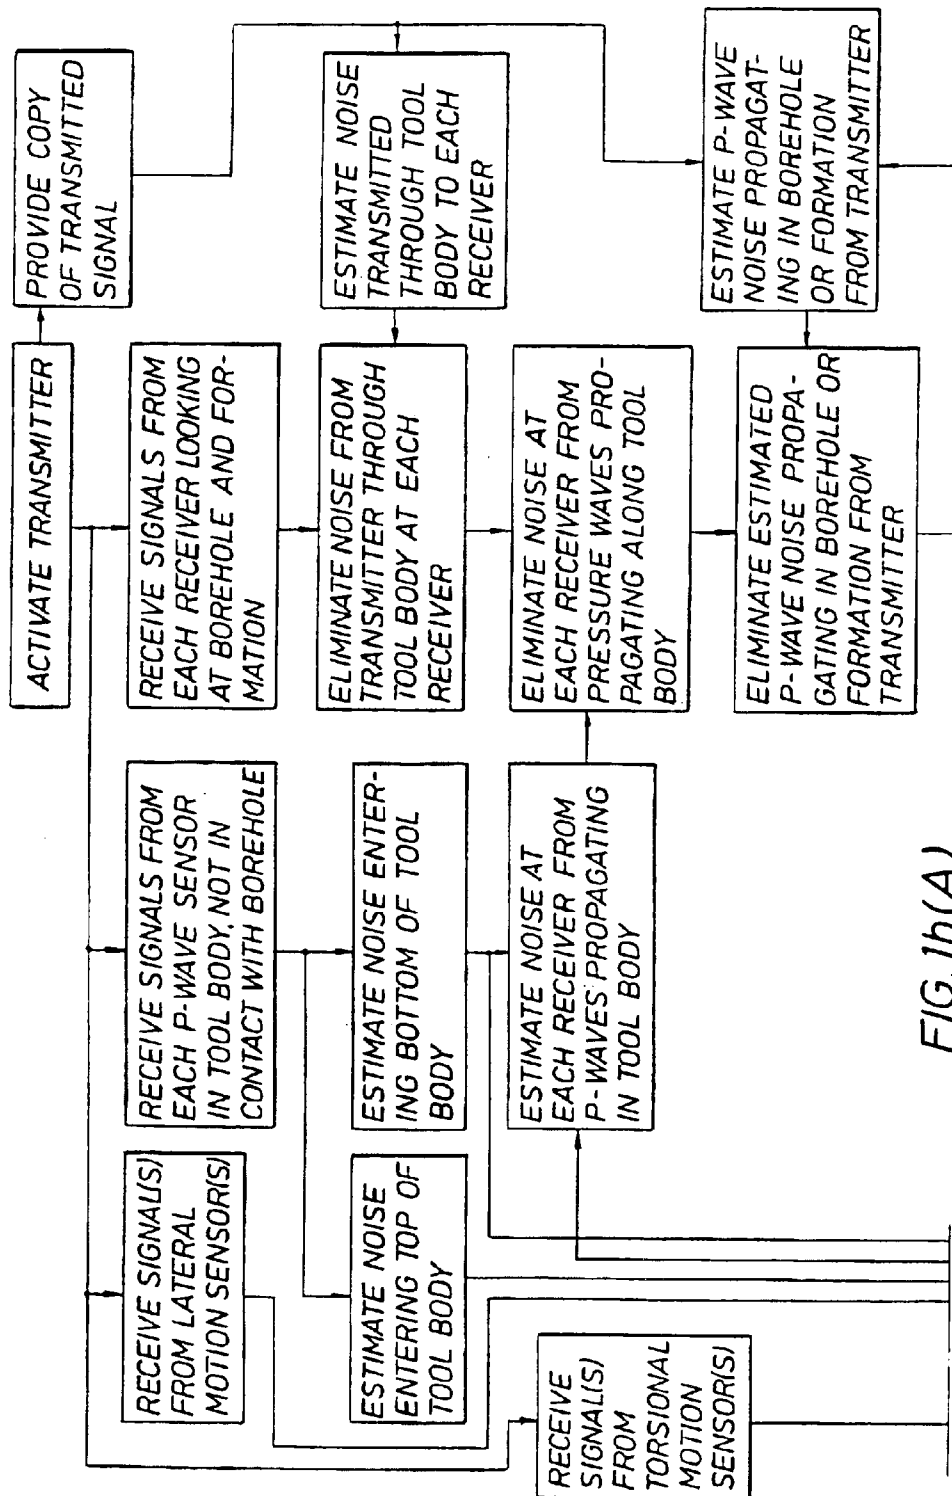 ACTIVATE TRANSMITTER
PROVIDE COPY
OF TRANSMITTED
SIGNAL
RECEIVE SIGNAL(S)
FROM LATERAL
MOTION SENSOR(S)
RECEIVE SIGNALS FROM
EACH P-WAVE SENSOR
IN TOOL BODY, NOT IN
CONTACT WITH BOREHOLE
RECEIVE SIGNALS FROM
EACH RECEIVER LOOKING
AT BOREHOLE AND FOR-
MATION
ESTIMATE NOISE
TRANSMITTED
THROUGH TOOL
BODY TO EACH
RECEIVER
ESTIMATE NOISE
ENTERING TOP OF
TOOL BODY
ESTIMATE NOISE ENTER-
ING BOTTOM OF TOOL
BODY
ELIMINATE NOISE FROM
TRANSMITTER THROUGH
TOOL BODY AT EACH
RECEIVER
RECEIVE
SIGNAL(S)
FROM
TORSIONAL
MOTION
SENSOR(S)
ESTIMATE NOISE AT
EACH RECEIVER FROM
P-WAVES PROPAGATING
IN TOOL BODY
ELIMINATE NOISE AT
EACH RECEIVER FROM
PRESSURE WAVES PRO-
PAGATING ALONG TOOL
BODY
ESTIMATE P-WAVE
NOISE PROPAGAT-
ING IN BOREHOLE
OR FORMATION
FROM TRANSMITTER
ELIMINATE ESTIMATED
P-WAVE NOISE PROPA-
GATING IN BOREHOLE OR
FORMATION FROM
TRANSMITTER
FIG. 1h(A)